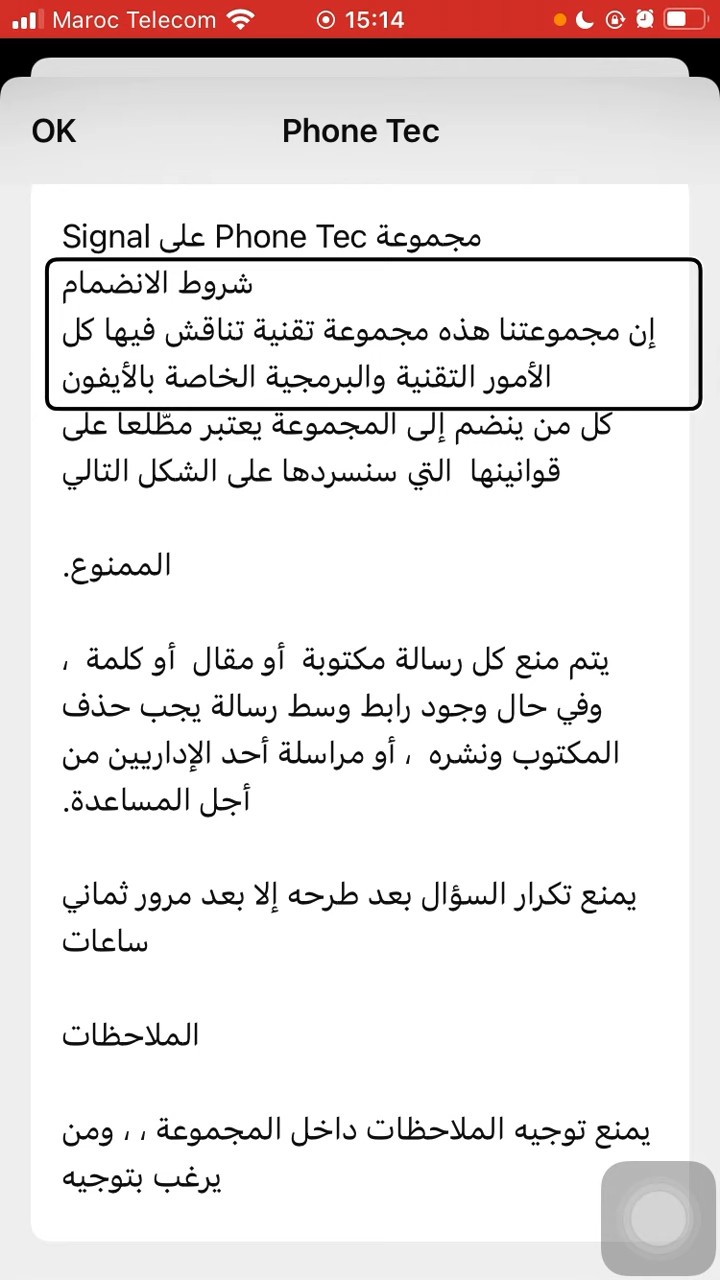 Maroc Telecom 15:14
OK
Phone Tec
مجموعة Phone Tec على Signal
شروط الانضمام
إن مجموعتنا هذه مجموعة تقنية تناقش فيها كل
الأمور التقنية والبرمجية الخاصة بالأيفون
كل من ينضم إلى المجموعة يعتبر مطّلعا على
قوانينها  التي سنسردها على الشكل التالي
الممنوع.
يتم منع كل رسالة مكتوبة  أو مقال  أو كلمة  ،
وفي حال وجود رابط وسط رسالة يجب حذف
المكتوب ونشره  ، أو مراسلة أحد الإداريين من
أجل المساعدة.
يمنع تكرار السؤال بعد طرحه إلا بعد مرور ثماني
ساعات
الملاحظات
يمنع توجيه الملاحظات داخل المجموعة ، ، ومن
يرغب بتوجيه